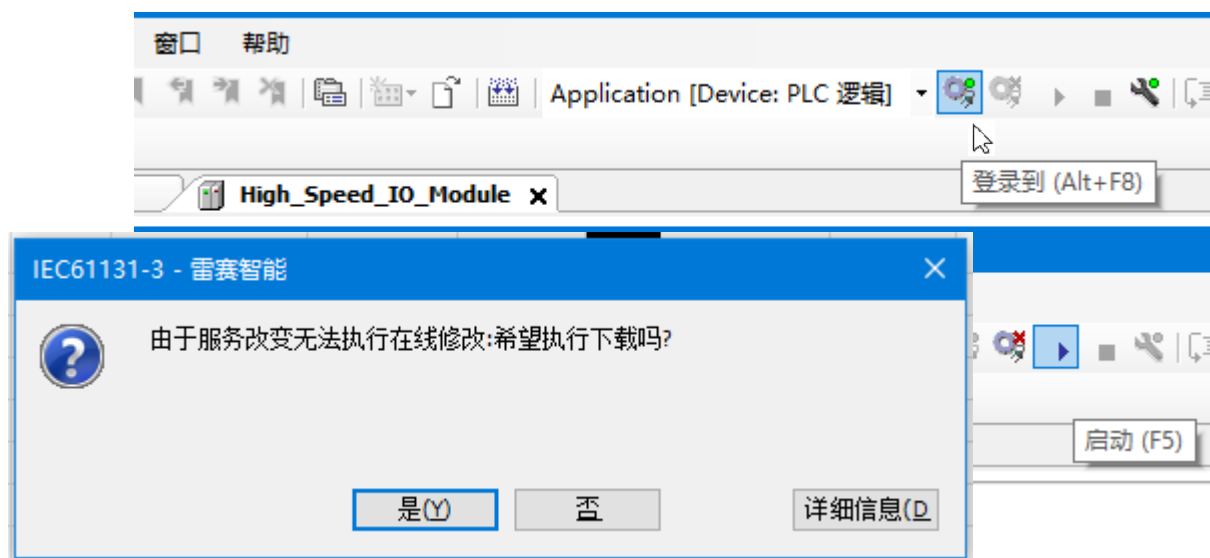 窗口 帮助
Application [Device: PLC 逻辑]
登录到 (Alt+F8)
High_Speed_IO_Module
IEC61131-3 - 雷赛智能
由于服务改变无法执行在线修改:希望执行下载吗?
启动 (F5)
是(Y) 否 详细信息(D